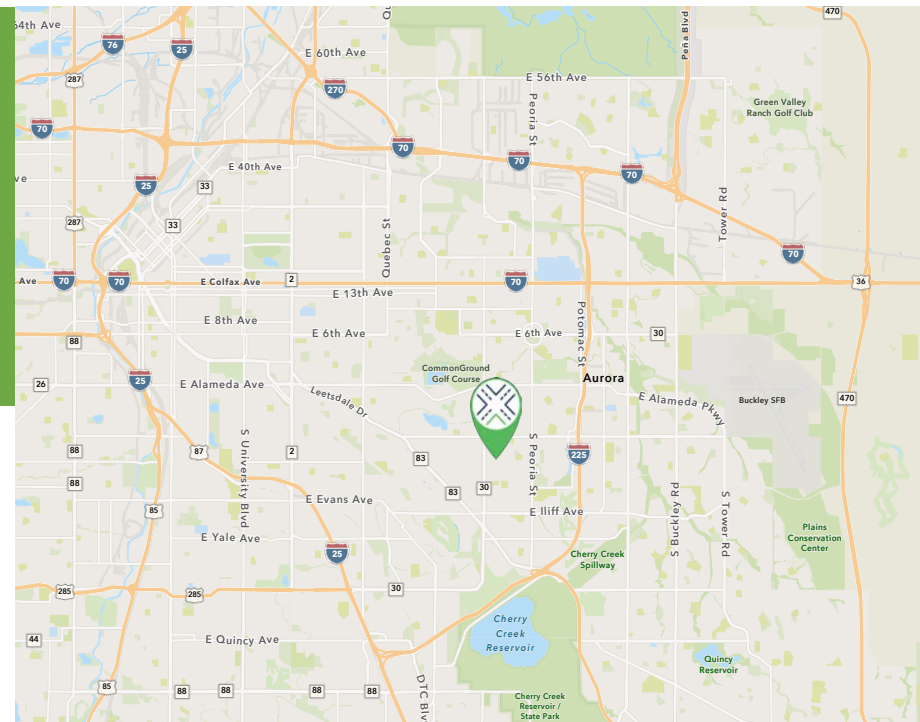 64th Ave
Qu
470
76
25
E 60th Ave
Peña Blvd
287
E 56th Ave
270
Peoria St
Green Valley
Ranch Golf Club
70
70
70
70
E 40th Ave
ve
25
33
Tower Rd
287
33
Quebec St
70
Ave
70
70
E Colfax Ave
2
70
36
E 13th Ave
E 8th Ave
E 6th Ave
E 6th Ave
30
Potomac St
88
CommonGround
Golf Course
25
26
E Alameda Ave
Aurora
Leetsdale Dr
E Alameda Pkwy
Buckley SFB
470
88
87
2
83
S Peoria St
225
S University Blvd
88
83
30
E Evans Ave
85
E Iliff Ave
S Buckley Rd
S Tower Rd
E Yale Ave
25
Plains
Conservation
Center
Cherry Creek
Spillway
285
285
30
Cherry
Creek
Reservoir
44
E Quincy Ave
Quincy
Reservoir
85
88
88
88
88
DTC Blv
Cherry Creek
Reservoir /
State Park